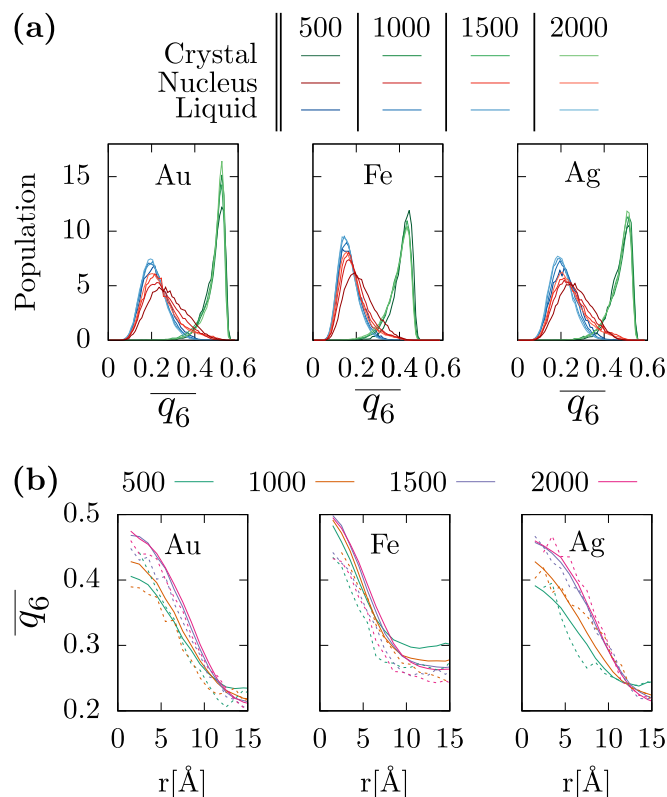 (a)
500 1000 1500 2000
Crystal
Nucleus
Liquid
Population
15
10
5
0
Au
Fe
Ag
0 0.2 0.4 0.6
0 0.2 0.4 0.6
0 0.2 0.4 0.6
q6 q6 q6
(b)
500 1000 1500 2000
q6
0.5
0.4
0.3
0.2
Au
Fe
Ag
0 5 10 15
0 5 10 15
0 5 10 15
r[Å] r[Å] r[Å]